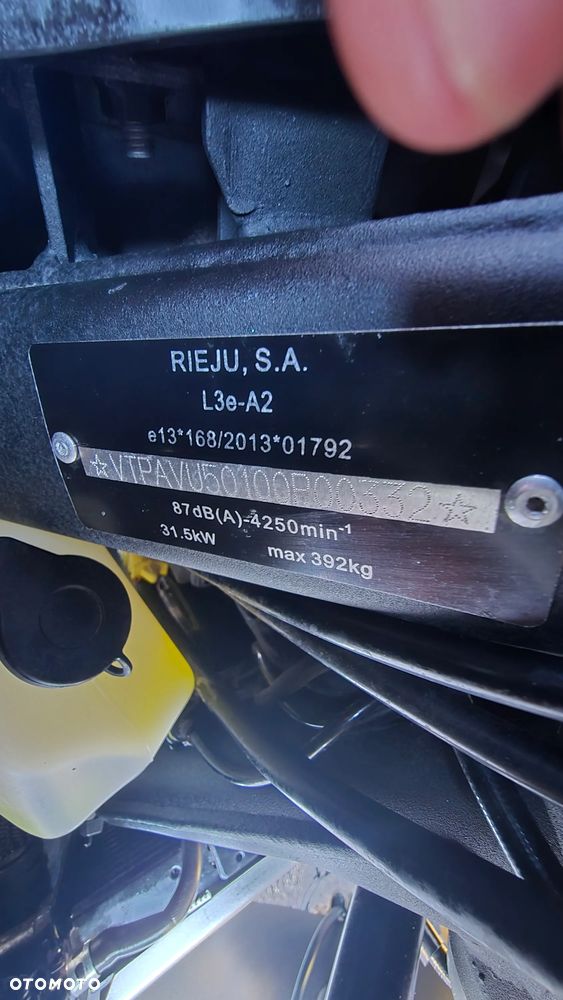 RIEJU, S.A.
L3e-A2
e13*168/2013*01792
☆VTPAVU50100P00332☆
87dB(A)-4250min-¹
31.5kW max 392kg
OTOMOTO